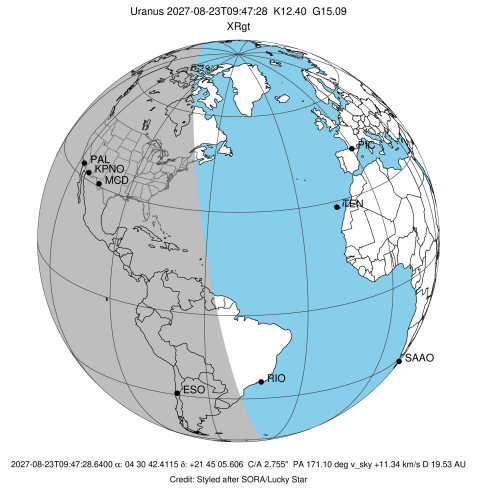 Uranus 2027-08-23T09:47:28  K12.40  G15.09
XRgt
PIC
PAL
KPNO
MCD
TEN
SAAO
RIO
ESO
2027-08-23T09:47:28.6400 α: 04 30 42.4115 δ: +21 45 05.606  C/A 2.755"  PA 171.10 deg v_sky +11.34 km/s D 19.53 AU
Credit: Styled after SORA/Lucky Star